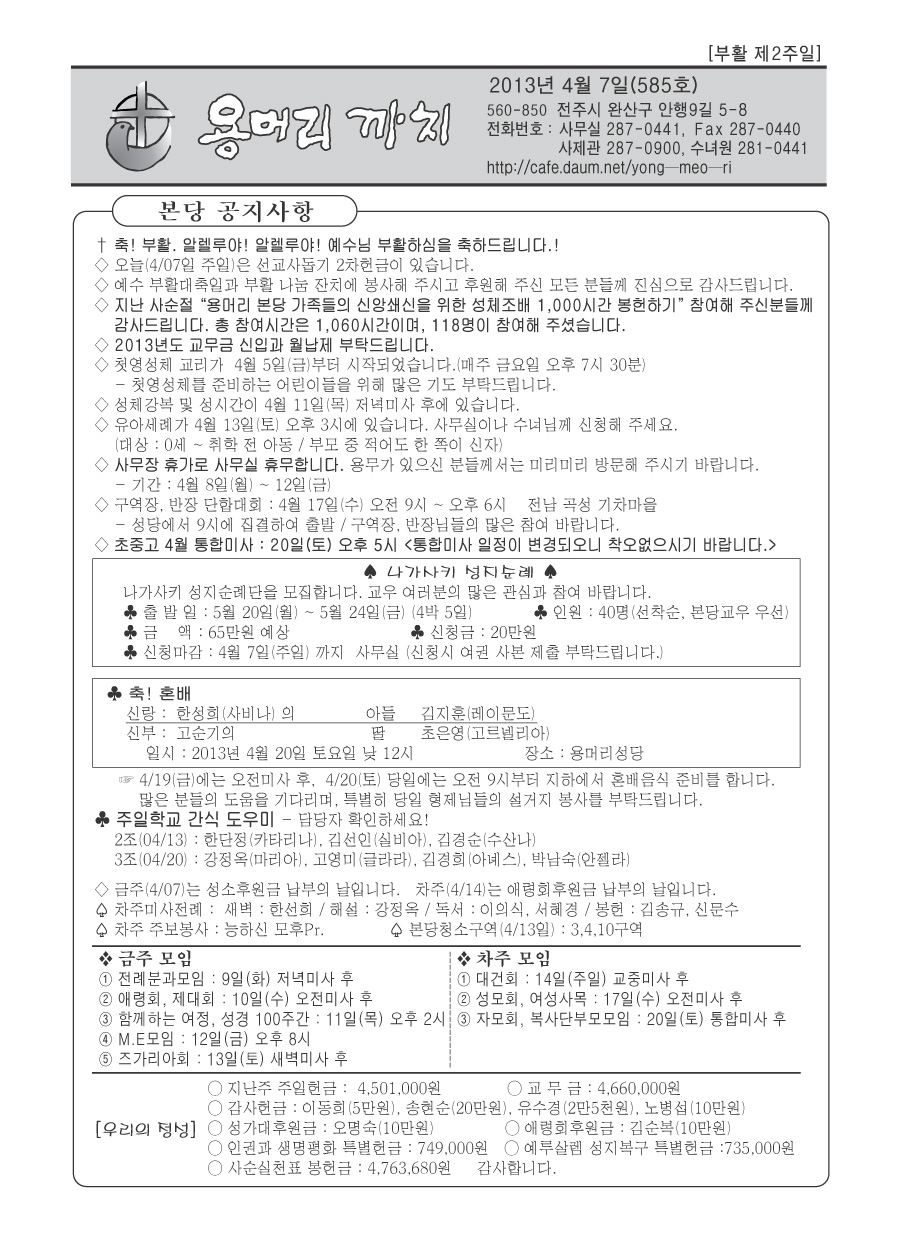 [부활 제2주일]
용머리 까치
2013년 4월 7일(585호)
560-850 전주시 완산구 안행9길 5-8
전화번호 : 사무실 287-0441, Fax 287-0440
사제관 287-0900, 수녀원 281-0441
http://cafe.daum.net/yong―meo―ri
본당 공지사항
† 축! 부활. 알렐루야! 알렐루야! 예수님 부활하심을 축하드립니다.!
◇ 오늘(4/07일 주일)은 선교사돕기 2차헌금이 있습니다.
◇ 예수 부활대축일과 부활 나눔 잔치에 봉사해 주시고 후원해 주신 모든 분들께 진심으로 감사드립니다.
◇ 지난 사순절 “용머리 본당 가족들의 신앙쇄신을 위한 성체조배 1,000시간 봉헌하기” 참여해 주신분들께
감사드립니다. 총 참여시간은 1,060시간이며, 118명이 참여해 주셨습니다.
◇ 2013년도 교무금 신입과 월납제 부탁드립니다.
◇ 첫영성체 교리가 4월 5일(금)부터 시작되었습니다.(매주 금요일 오후 7시 30분)
- 첫영성체를 준비하는 어린이들을 위해 많은 기도 부탁드립니다.
◇ 성체강복 및 성시간이 4월 11일(목) 저녁미사 후에 있습니다.
◇ 유아세례가 4월 13일(토) 오후 3시에 있습니다. 사무실이나 수녀님께 신청해 주세요.
(대상 : 0세 ~ 취학 전 아동 / 부모 중 적어도 한 쪽이 신자)
◇ 사무장 휴가로 사무실 휴무합니다. 용무가 있으신 분들께서는 미리미리 방문해 주시기 바랍니다.
- 기간 : 4월 8일(월) ~ 12일(금)
◇ 구역장, 반장 단합대회 : 4월 17일(수) 오전 9시 ~ 오후 6시 전남 곡성 기차마을
- 성당에서 9시에 집결하여 출발 / 구역장, 반장님들의 많은 참여 바랍니다.
◇ 초중고 4월 통합미사 : 20일(토) 오후 5시 <통합미사 일정이 변경되오니 착오없으시기 바랍니다.>
♠ 나가사키 성지순례 ♠
나가사키 성지순례단을 모집합니다. 교우 여러분의 많은 관심과 참여 바랍니다.
♣ 출 발 일 : 5월 20일(월) ~ 5월 24일(금) (4박 5일) ♣ 인원 : 40명(선착순, 본당교우 우선)
♣ 금 액 : 65만원 예상 ♣ 신청금 : 20만원
♣ 신청마감 : 4월 7일(주일) 까지 사무실 (신청시 여권 사본 제출 부탁드립니다.)
♣ 축! 혼배
신랑 : 한성희(사비나) 의 아들 김지훈(레이문도)
신부 : 고순기의 딸 초은영(고르넬리아)
일시 : 2013년 4월 20일 토요일 낮 12시 장소 : 용머리성당
☞ 4/19(금)에는 오전미사 후, 4/20(토) 당일에는 오전 9시부터 지하에서 혼배음식 준비를 합니다.
많은 분들의 도움을 기다리며, 특별히 당일 형제님들의 설거지 봉사를 부탁드립니다.
♣ 주일학교 간식 도우미 - 담당자 확인하세요!
2조(04/13) : 한단정(카타리나), 김선인(실비아), 김경순(수산나)
3조(04/20) : 강정옥(마리아), 고영미(글라라), 김경희(아녜스), 박남숙(안젤라)
◇ 금주(4/07)는 성소후원금 납부의 날입니다. 차주(4/14)는 애령회후원금 납부의 날입니다.
♤ 차주미사전례 : 새벽 : 한선희 / 해설 : 강정옥 / 독서 : 이의식, 서혜경 / 봉헌 : 김송규, 신문수
♤ 차주 주보봉사 : 능하신 모후Pr. ♤ 본당청소구역(4/13일) : 3,4,10구역
❖ 금주 모임
① 전례분과모임 : 9일(화) 저녁미사 후
② 애령회, 제대회 : 10일(수) 오전미사 후
③ 함께하는 여정, 성경 100주간 : 11일(목) 오후 2시
④ M.E모임 : 12일(금) 오후 8시
⑤ 즈가리아회 : 13일(토) 새벽미사 후
❖ 차주 모임
① 대건회 : 14일(주일) 교중미사 후
② 성모회, 여성사목 : 17일(수) 오전미사 후
③ 자모회, 복사단부모모임 : 20일(토) 통합미사 후
[우리의 정성]
○ 지난주 주일헌금 : 4,501,000원 ○ 교 무 금 : 4,660,000원
○ 감사헌금 : 이동희(5만원), 송현순(20만원), 유수경(2만5천원), 노병섭(10만원)
○ 성가대후원금 : 오명숙(10만원) ○ 애령회후원금 : 김순복(10만원)
○ 인권과 생명평화 특별헌금 : 749,000원 ○ 예루살렘 성지복구 특별헌금 :735,000원
○ 사순실천표 봉헌금 : 4,763,680원 감사합니다.